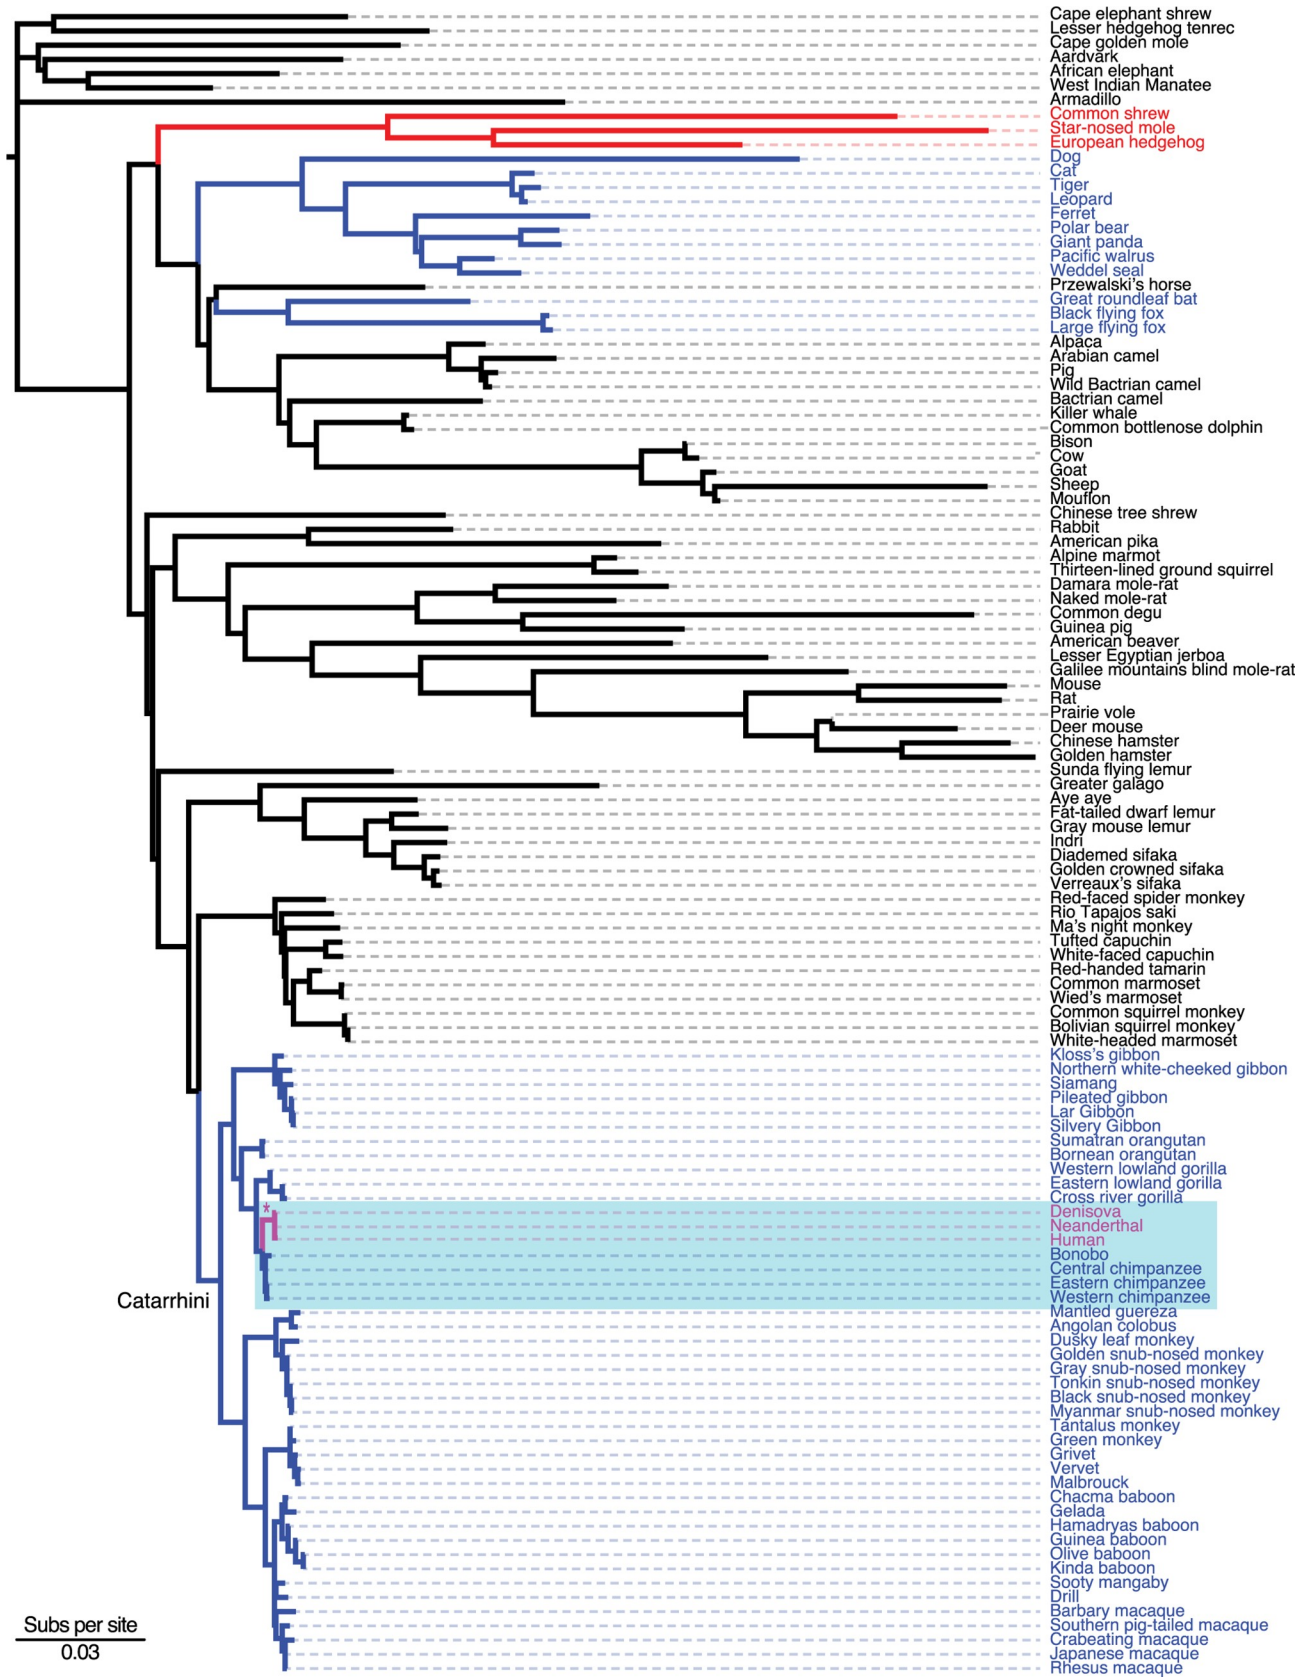 Cape elephant shrew
Lesser hedgehog tenrec
Cape golden mole
Aardvark
African elephant
West Indian Manatee
Armadillo
Common shrew
Star-nosed mole
European hedgehog
Dog
Cat
Tiger
Leopard
Ferret
Polar bear
Giant panda
Pacific walrus
Weddel seal
Przewalski's horse
Great roundleaf bat
Black flying fox
Large flying fox
Alpaca
Arabian camel
Pig
Wild Bactrian camel
Bactrian camel
Killer whale
Common bottlenose dolphin
Bison
Cow
Goat
Sheep
Mouflon
Chinese tree shrew
Rabbit
American pika
Alpine marmot
Thirteen-lined ground squirrel
Damara mole-rat
Naked mole-rat
Common degu
Guinea pig
American beaver
Lesser Egyptian jerboa
Galilee mountains blind mole-rat
Mouse
Rat
Prairie vole
Deer mouse
Chinese hamster
Golden hamster
Sunda flying lemur
Greater galago
Aye aye
Fat-tailed dwarf lemur
Gray mouse lemur
Indri
Diademed sifaka
Golden crowned sifaka
Verreaux's sifaka
Red-faced spider monkey
Rio Tapajos saki
Ma's night monkey
Tufted capuchin
White-faced capuchin
Red-handed tamarin
Common marmoset
Wied's marmoset
Common squirrel monkey
Bolivian squirrel monkey
White-headed marmoset
Kloss's gibbon
Northern white-cheeked gibbon
Siamang
Pileated gibbon
Lar Gibbon
Silvery Gibbon
Sumatran orangutan
Bornean orangutan
Western lowland gorilla
Eastern lowland gorilla
Cross river gorilla
*
Denisova
Neanderthal
Human
Bonobo
Central chimpanzee
Eastern chimpanzee
Western chimpanzee
Catarrhini
Mantled guereza
Angolan colobus
Dusky leaf monkey
Golden snub-nosed monkey
Gray snub-nosed monkey
Tonkin snub-nosed monkey
Black snub-nosed monkey
Myanmar snub-nosed monkey
Tantalus monkey
Green monkey
Grivet
Vervet
Malbrouck
Chacma baboon
Gelada
Hamadryas baboon
Guinea baboon
Olive baboon
Kinda baboon
Sooty mangaby
Drill
Barbary macaque
Southern pig-tailed macaque
Crabeating macaque
Japanese macaque
Rhesus macaque
Subs per site
0.03